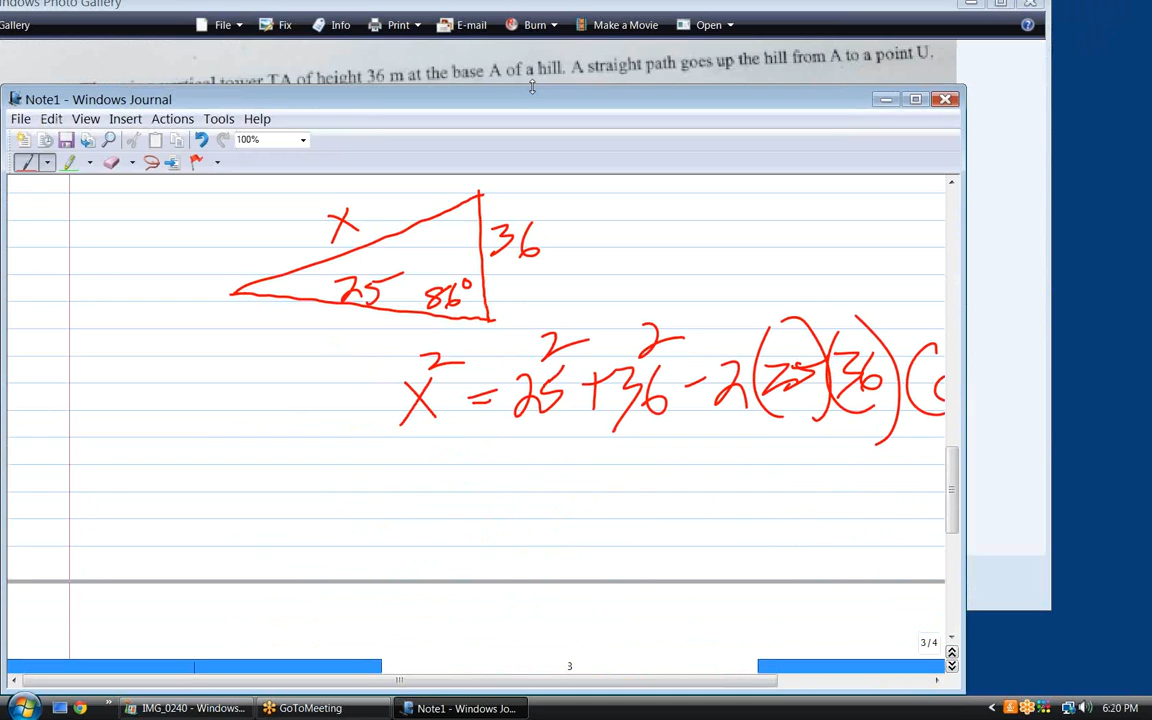 ndows Photo Gallery
Gallery File Fix Info Print E-mail Burn Make a Movie Open
vertical tower TA of height 36 m at the base A of a hill. A straight path goes up the hill from A to a point U.
Note1 - Windows Journal
File Edit View Insert Actions Tools Help
100%
x 36
25 86°
x² = 25² + 36² - 2(25)(36)(
3 / 4
3
IMG_0240 - Windows... GoToMeeting Note1 - Windows Jo... 6:20 PM